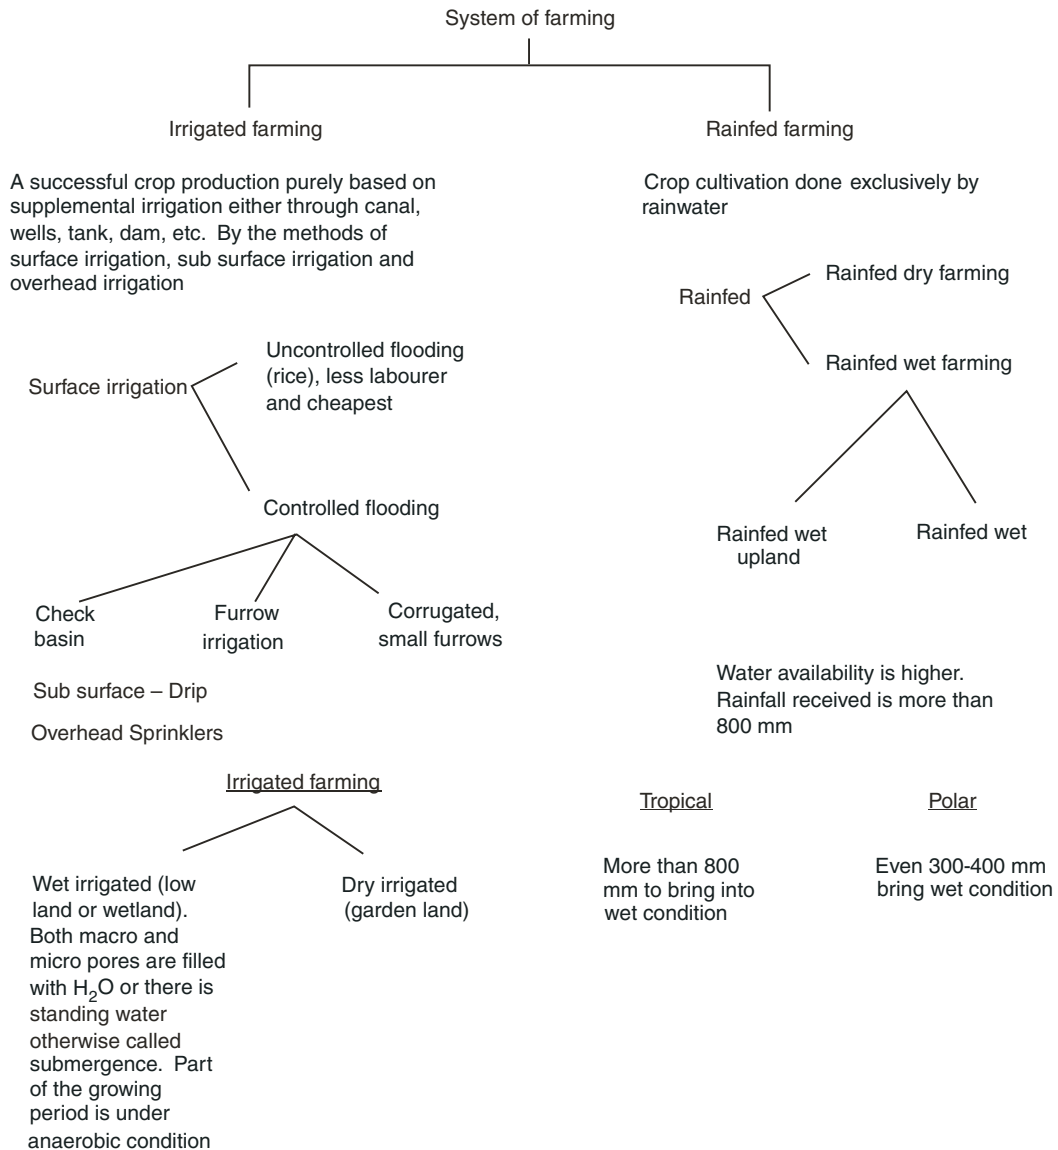 System of farming
Irrigated farming
Rainfed farming
A successful crop production purely based on
supplemental irrigation either through canal,
wells, tank, dam, etc. By the methods of
surface irrigation, sub surface irrigation and
overhead irrigation
Crop cultivation done exclusively by
rainwater
Rainfed
Rainfed dry farming
Rainfed wet farming
Surface irrigation
Uncontrolled flooding
(rice), less labourer
and cheapest
Controlled flooding
Rainfed wet
upland
Rainfed wet
Check
basin
Furrow
irrigation
Corrugated,
small furrows
Sub surface – Drip
Overhead Sprinklers
Water availability is higher.
Rainfall received is more than
800 mm
Irrigated farming
Wet irrigated (low
land or wetland).
Both macro and
micro pores are filled
with H₂O or there is
standing water
otherwise called
submergence. Part
of the growing
period is under
anaerobic condition
Dry irrigated
(garden land)
Tropical
More than 800
mm to bring into
wet condition
Polar
Even 300-400 mm
bring wet condition